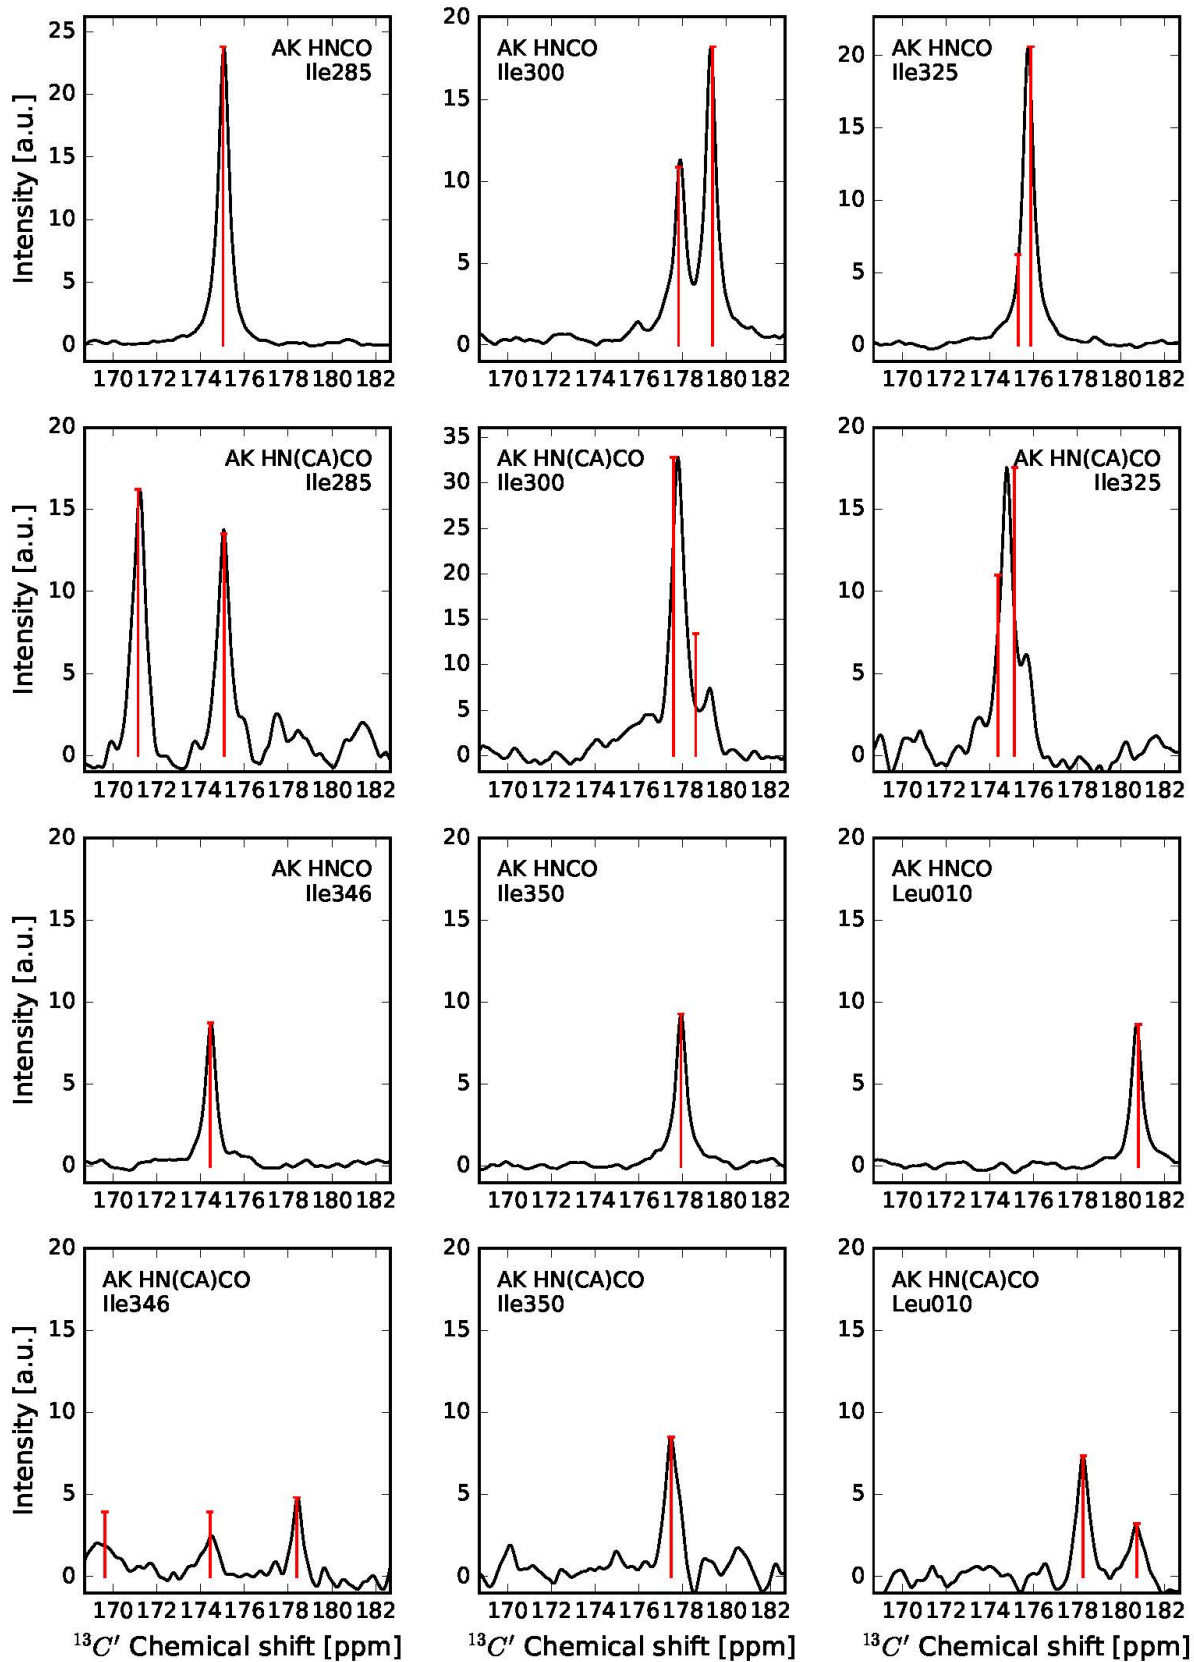 25
20
15
10
5
0
Intensity [a.u.]
AK HNCO
Ile285
170 172 174 176 178 180 182
20
15
10
5
0
AK HNCO
Ile300
170 172 174 176 178 180 182
20
15
10
5
0
AK HNCO
Ile325
170 172 174 176 178 180 182
20
15
10
5
0
Intensity [a.u.]
AK HN(CA)CO
Ile285
170 172 174 176 178 180 182
35
30
25
20
15
10
5
0
AK HN(CA)CO
Ile300
170 172 174 176 178 180 182
20
15
10
5
0
AK HN(CA)CO
Ile325
170 172 174 176 178 180 182
20
15
10
5
0
Intensity [a.u.]
AK HNCO
Ile346
170 172 174 176 178 180 182
20
15
10
5
0
AK HNCO
Ile350
170 172 174 176 178 180 182
20
15
10
5
0
AK HNCO
Leu010
170 172 174 176 178 180 182
20
15
10
5
0
Intensity [a.u.]
AK HN(CA)CO
Ile346
170 172 174 176 178 180 182
¹³C′ Chemical shift [ppm]
20
15
10
5
0
AK HN(CA)CO
Ile350
170 172 174 176 178 180 182
¹³C′ Chemical shift [ppm]
20
15
10
5
0
AK HN(CA)CO
Leu010
170 172 174 176 178 180 182
¹³C′ Chemical shift [ppm]